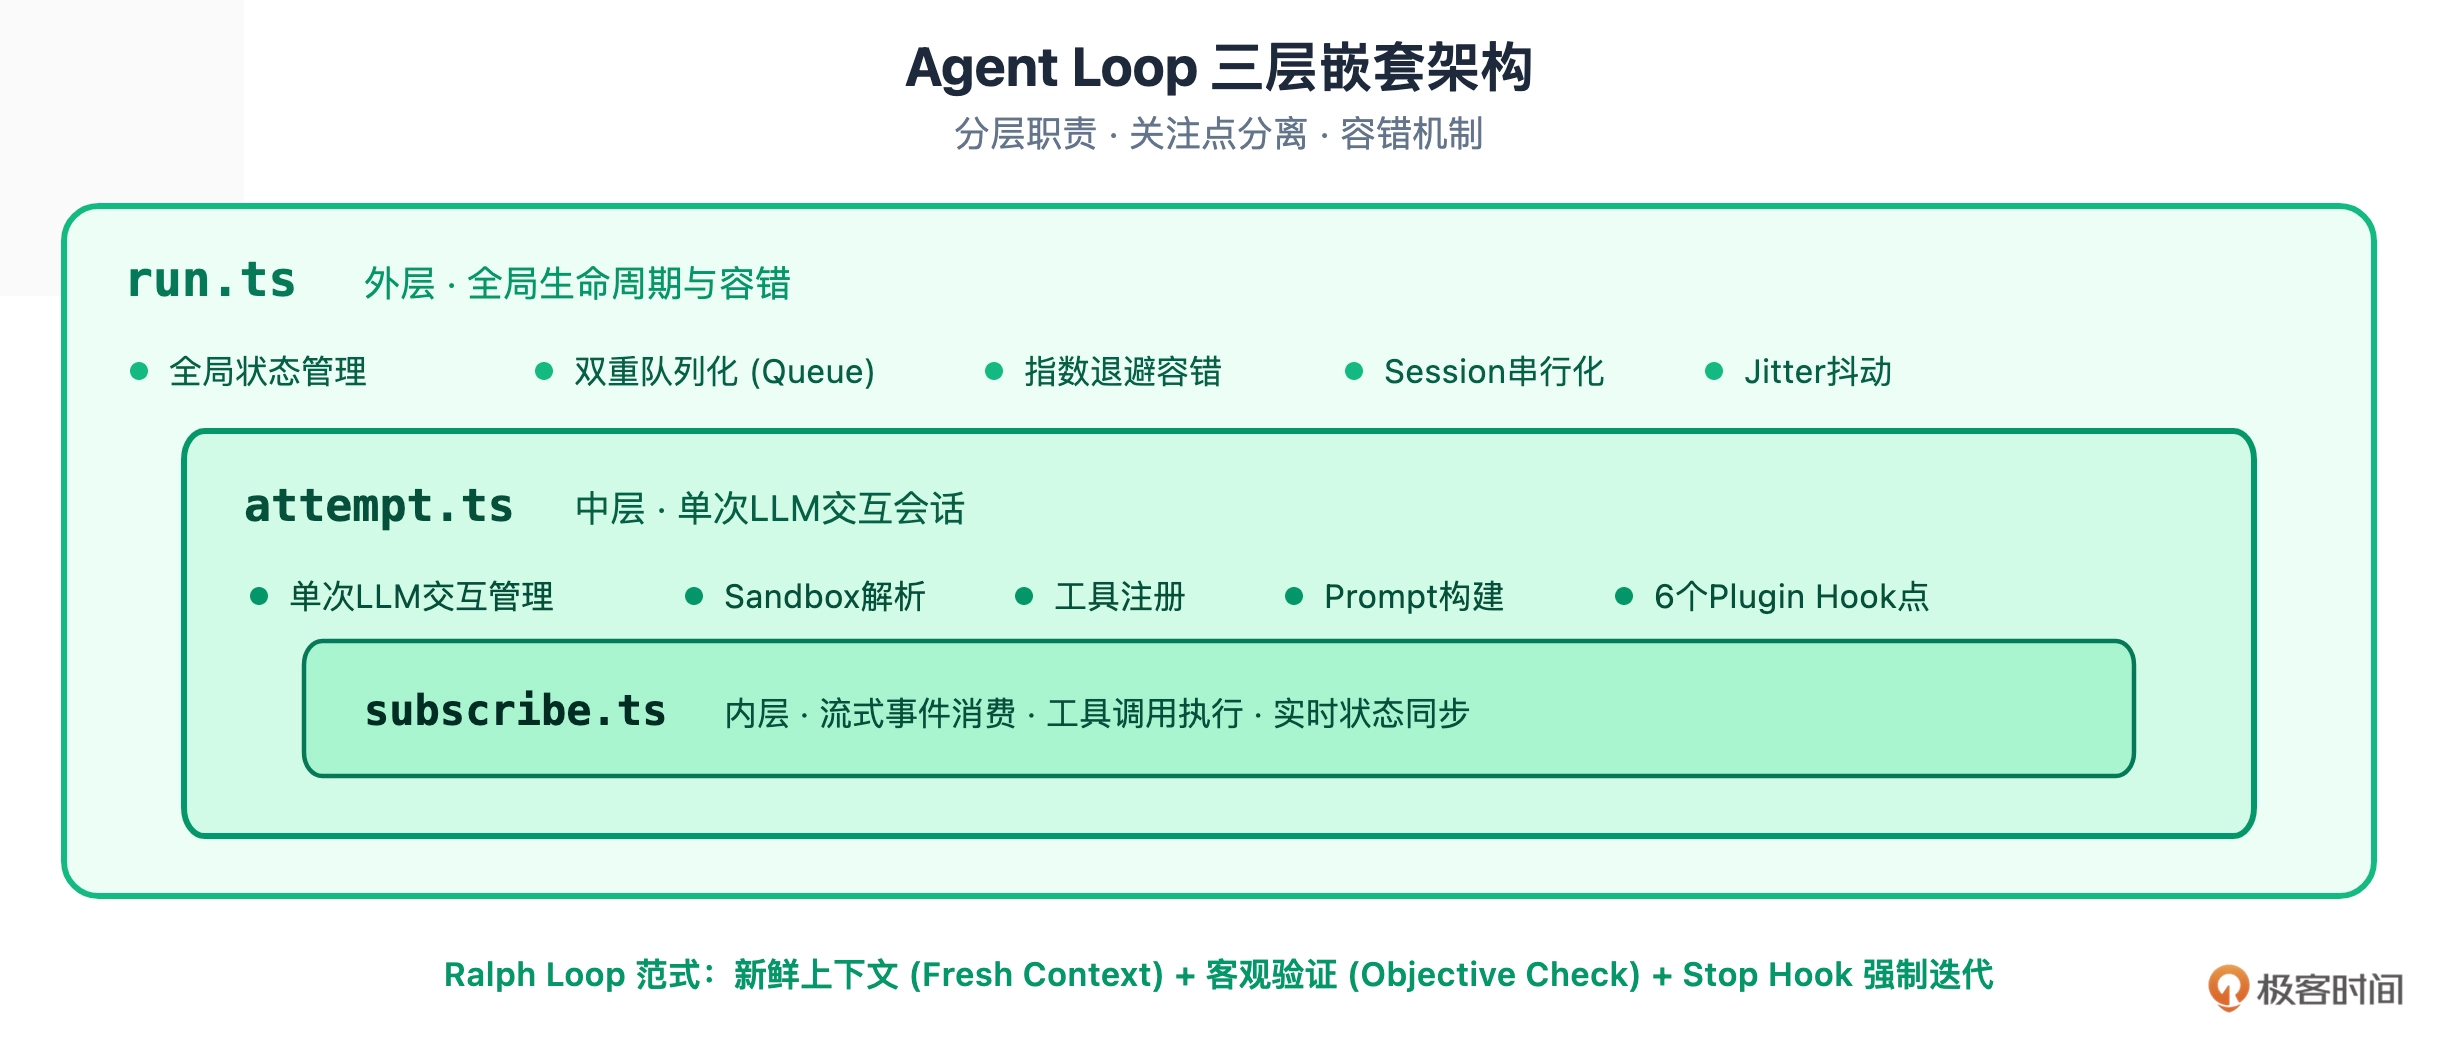 Agent Loop 三层嵌套架构
分层职责 · 关注点分离 · 容错机制
run.ts 外层 · 全局生命周期与容错
全局状态管理 双重队列化 (Queue) 指数退避容错 Session串行化 Jitter抖动
attempt.ts 中层 · 单次LLM交互会话
单次LLM交互管理 Sandbox解析 工具注册 Prompt构建 6个Plugin Hook点
subscribe.ts 内层 · 流式事件消费 · 工具调用执行 · 实时状态同步
Ralph Loop 范式：新鲜上下文 (Fresh Context) + 客观验证 (Objective Check) + Stop Hook 强制迭代
极客时间